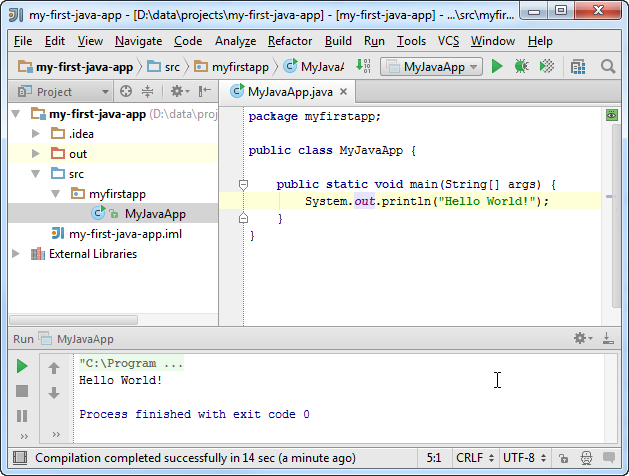 my-first-java-app - [D:\data\projects\my-first-java-app] - [my-first-java-app] - ...\src\myfir
File Edit View Navigate Code Analyze Refactor Build Run Tools VCS Window Help
my-first-java-app src myfirstapp MyJavaA MyJavaApp
Project
MyJavaApp.java
my-first-java-app (D:\data\proj
.idea
out
src
myfirstapp
MyJavaApp
my-first-java-app.iml
External Libraries
package myfirstapp;
public class MyJavaApp {
public static void main(String[] args) {
System.out.println("Hello World!");
}
}
Run MyJavaApp
"C:\Program ...
Hello World!
Process finished with exit code 0
Compilation completed successfully in 14 sec (a minute ago) 5:1 CRLF UTF-8